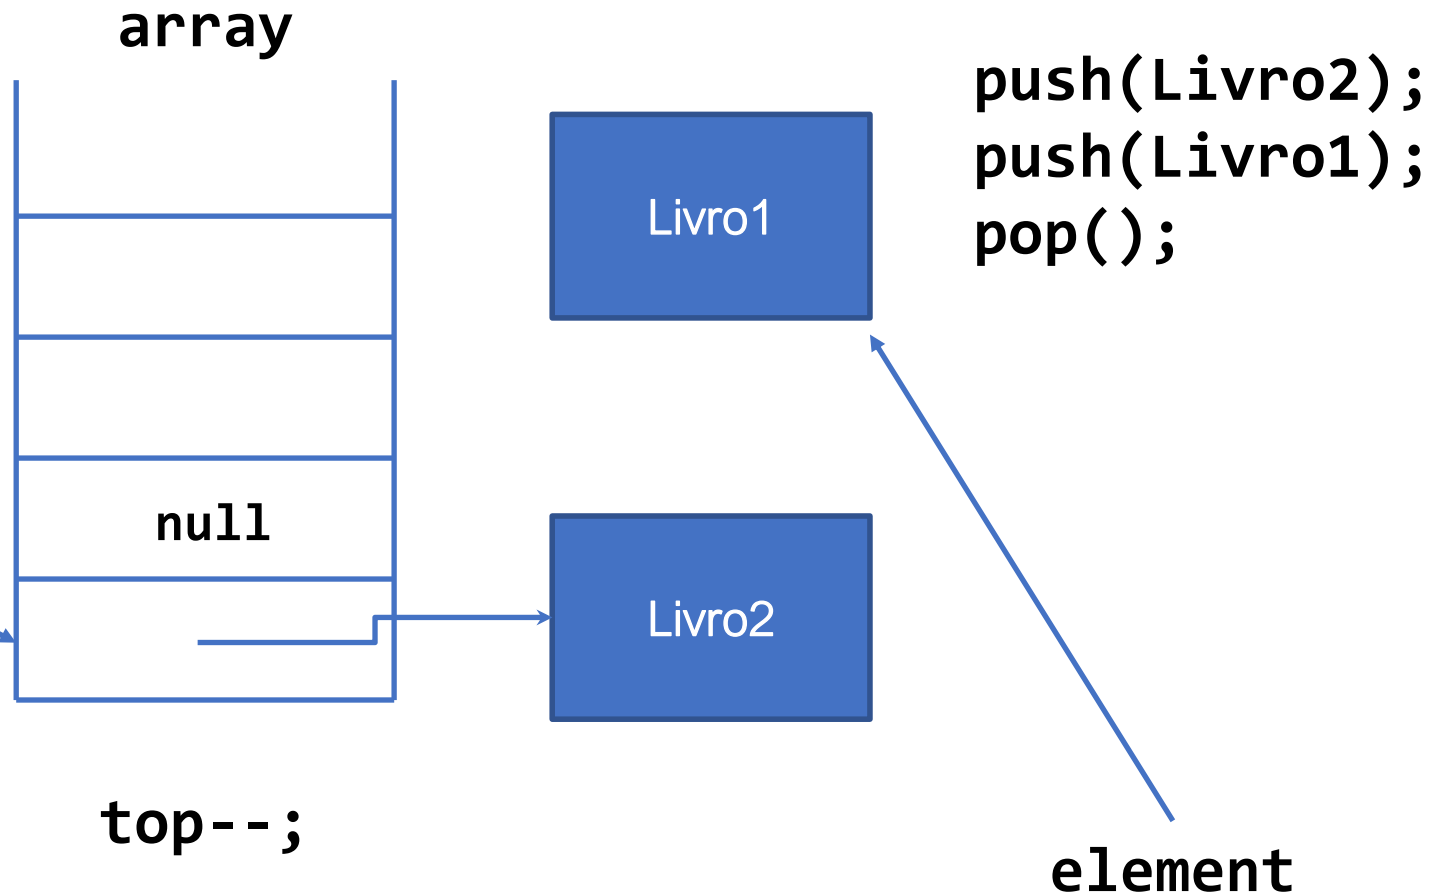 array
push(Livro2);
push(Livro1);
pop();
Livro1
null
Livro2
top--;
element